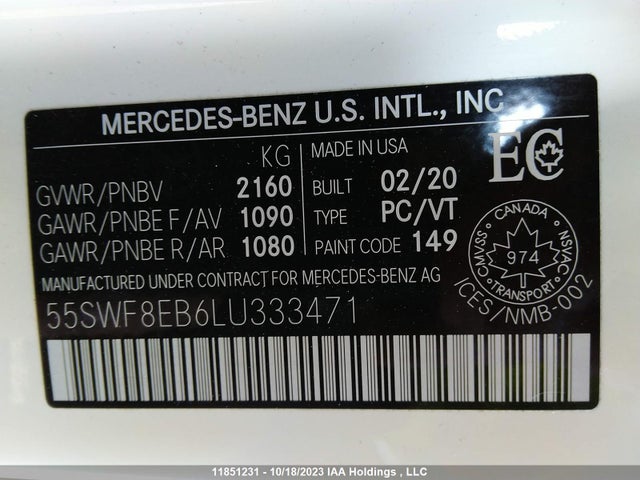 MERCEDES-BENZ U.S. INTL., INC
KG
GVWR/PNBV 2160
GAWR/PNBE F/AV 1090
GAWR/PNBE R/AR 1080
MADE IN USA
BUILT 02/20
TYPE PC/VT
PAINT CODE 149
EC
CANADA
CMVSS NVSAC
974
TRANSPORT
ICES/NMB-002
MANUFACTURED UNDER CONTRACT FOR MERCEDES-BENZ AG
55SWF8EB6LU333471
11851231 - 10/18/2023 IAA Holdings , LLC